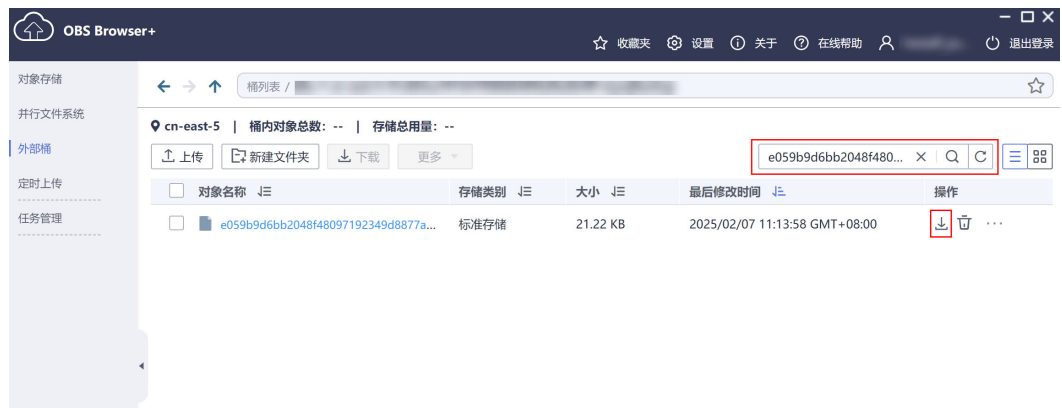 OBS Browser+
收藏夹 设置 关于 在线帮助 退出登录
对象存储
并行文件系统
外部桶
定时上传
任务管理
桶列表 /
cn-east-5 | 桶内对象总数: -- | 存储总用量: --
上传 新建文件夹 下载 更多 e059b9d6bb2048f480...
对象名称 存储类别 大小 最后修改时间 操作
e059b9d6bb2048f48097192349d8877a... 标准存储 21.22 KB 2025/02/07 11:13:58 GMT+08:00